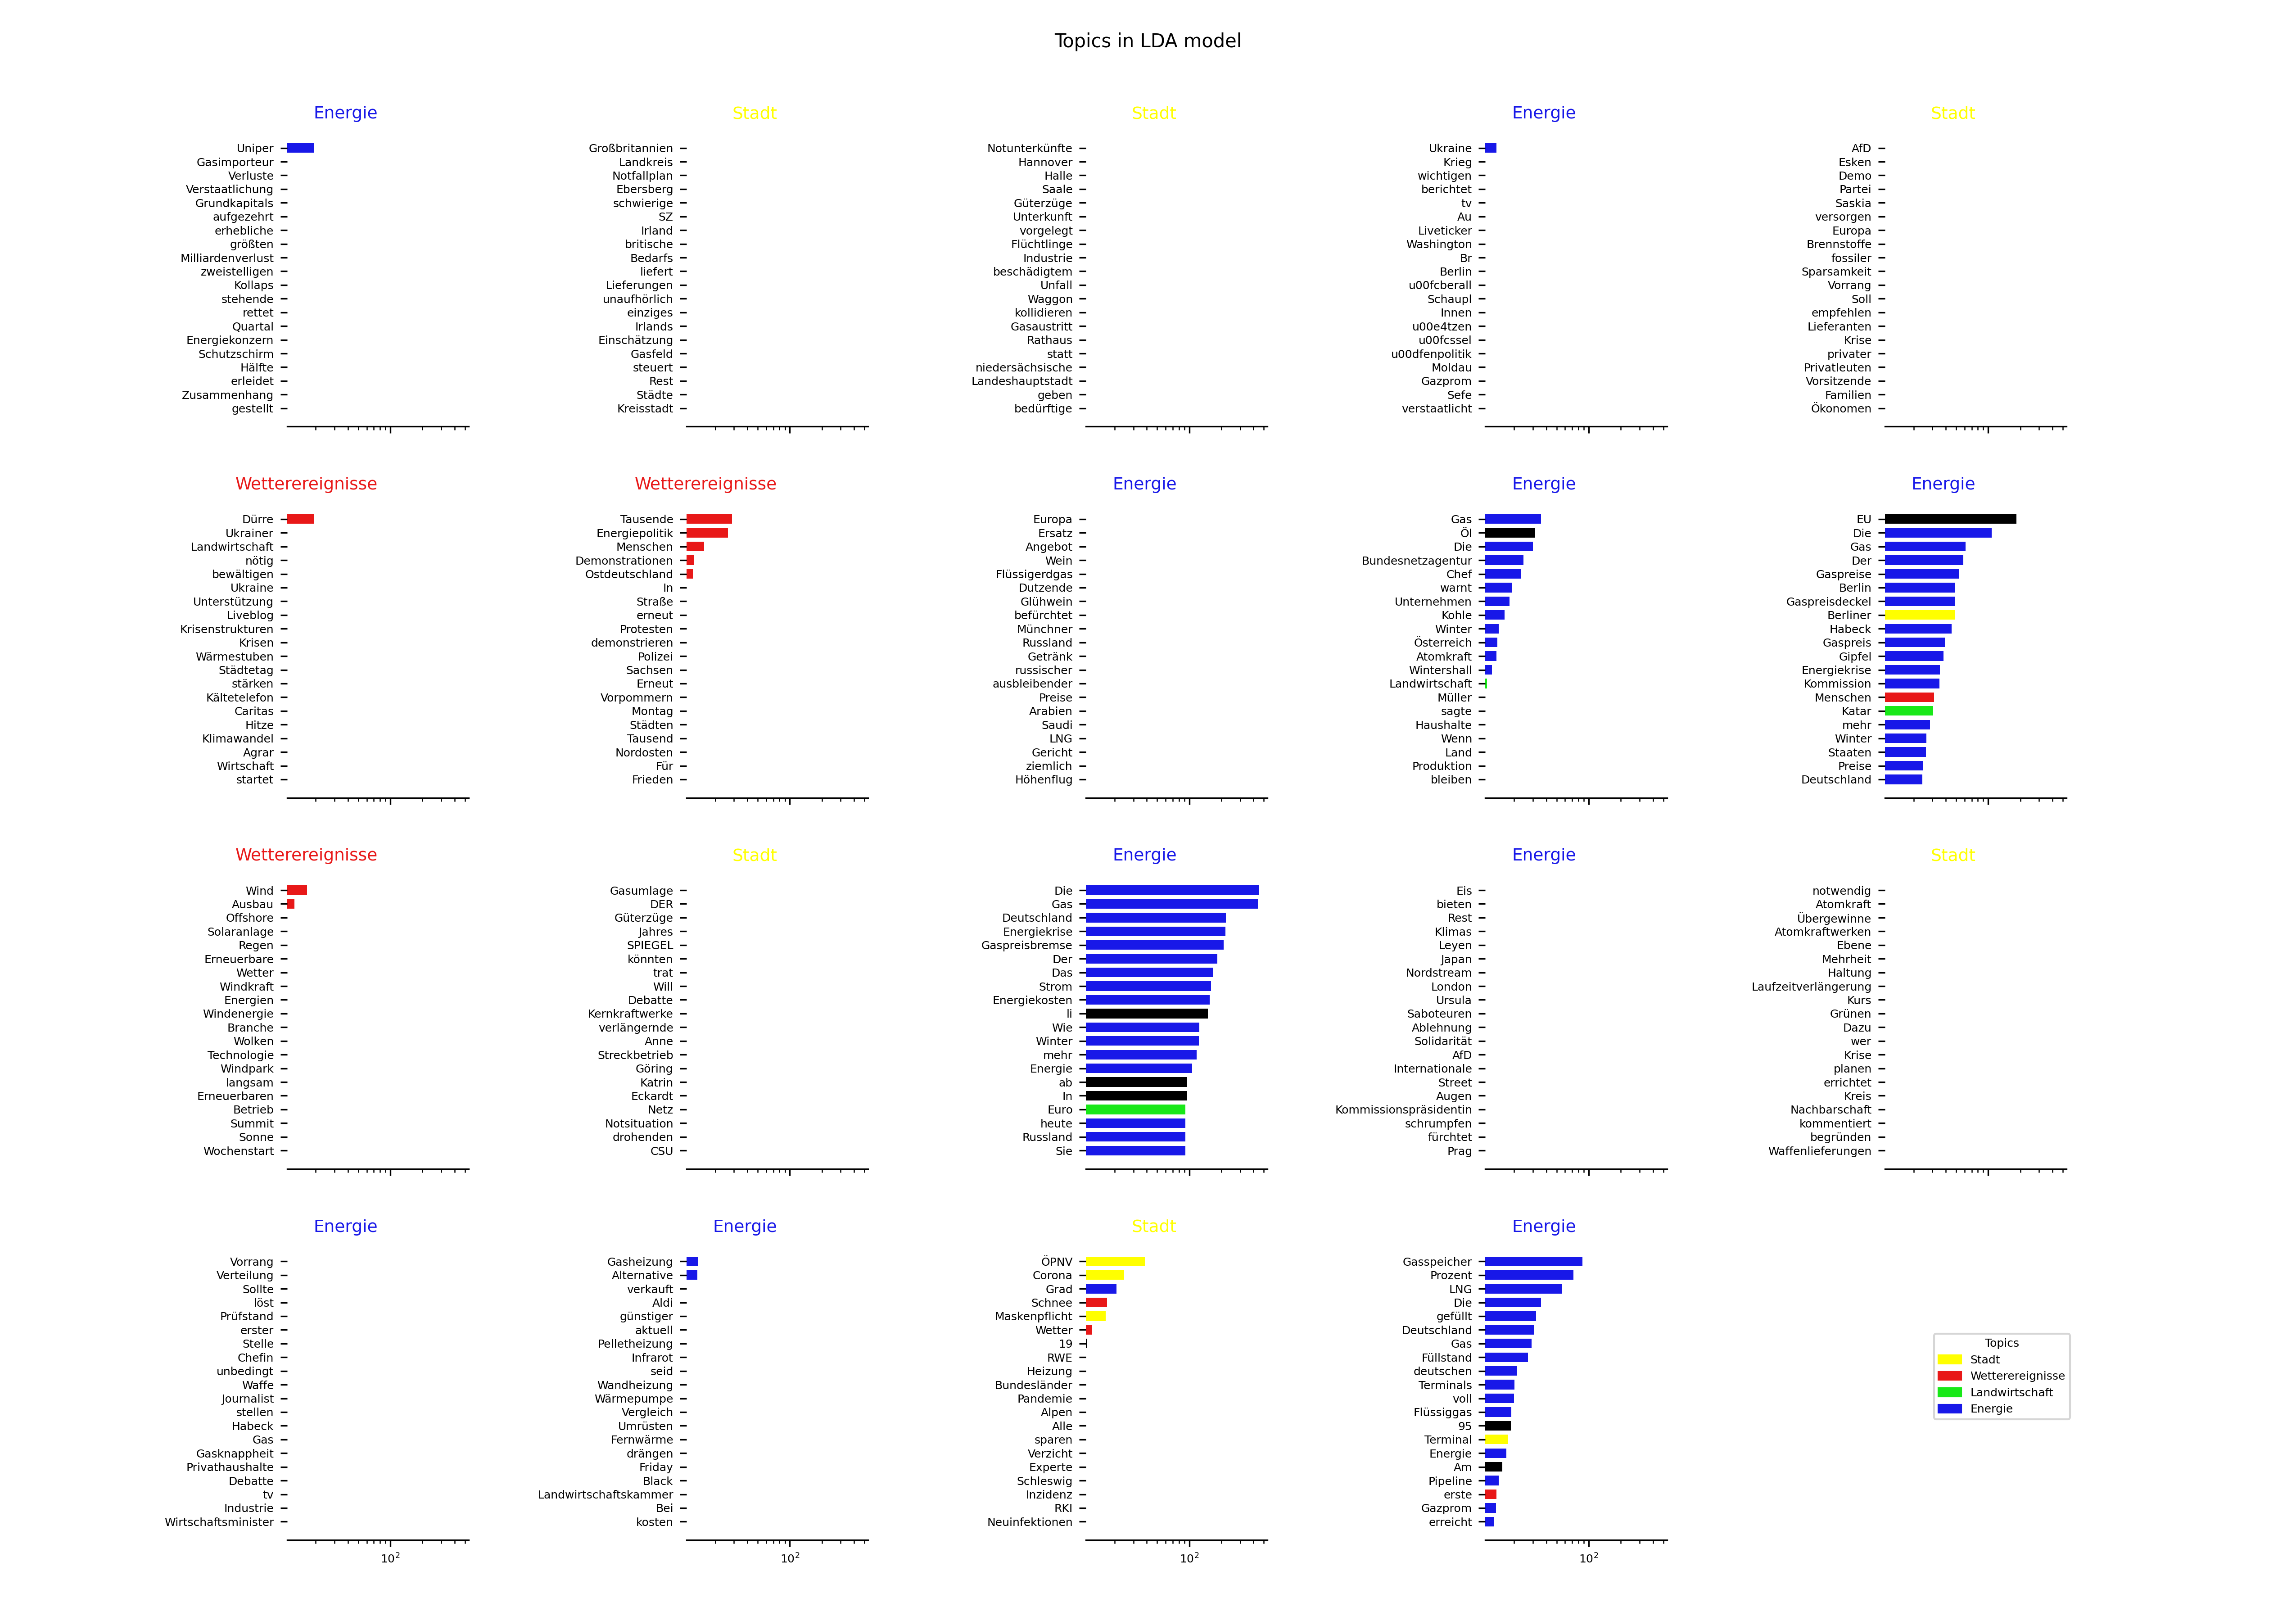 Topics in LDA model
Energie
Uniper
Gasimporteur
Verluste
Verstaatlichung
Grundkapitals
aufgezehrt
erhebliche
größten
Milliardenverlust
zweistelligen
Kollaps
stehende
rettet
Quartal
Energiekonzern
Schutzschirm
Hälfte
erleidet
Zusammenhang
gestellt
Stadt
Großbritannien
Landkreis
Notfallplan
Ebersberg
schwierige
SZ
Irland
britische
Bedarfs
liefert
Lieferungen
unaufhörlich
einziges
Irlands
Einschätzung
Gasfeld
steuert
Rest
Städte
Kreisstadt
Stadt
Notunterkünfte
Hannover
Halle
Saale
Güterzüge
Unterkunft
vorgelegt
Flüchtlinge
Industrie
beschädigtem
Unfall
Waggon
kollidieren
Gasaustritt
Rathaus
statt
niedersächsische
Landeshauptstadt
geben
bedürftige
Energie
Ukraine
Krieg
wichtigen
berichtet
tv
Au
Liveticker
Washington
Br
Berlin
u00fcberall
Schaupl
Innen
u00e4tzen
u00fcssel
u00dfenpolitik
Moldau
Gazprom
Sefe
verstaatlicht
Stadt
AfD
Esken
Demo
Partei
Saskia
versorgen
Europa
Brennstoffe
fossiler
Sparsamkeit
Vorrang
Soll
empfehlen
Lieferanten
Krise
privater
Privatleuten
Vorsitzende
Familien
Ökonomen
Wetterereignisse
Dürre
Ukrainer
Landwirtschaft
nötig
bewältigen
Ukraine
Unterstützung
Liveblog
Krisenstrukturen
Krisen
Wärmestuben
Städtetag
stärken
Kältetelefon
Caritas
Hitze
Klimawandel
Agrar
Wirtschaft
startet
Wetterereignisse
Tausende
Energiepolitik
Menschen
Demonstrationen
Ostdeutschland
In
Straße
erneut
Protesten
demonstrieren
Polizei
Sachsen
Erneut
Vorpommern
Montag
Städten
Tausend
Nordosten
Für
Frieden
Energie
Europa
Ersatz
Angebot
Wein
Flüssigerdgas
Dutzende
Glühwein
befürchtet
Münchner
Russland
Getränk
russischer
ausbleibender
Preise
Arabien
Saudi
LNG
Gericht
ziemlich
Höhenflug
Energie
Gas
Öl
Die
Bundesnetzagentur
Chef
warnt
Unternehmen
Kohle
Winter
Österreich
Atomkraft
Wintershall
Landwirtschaft
Müller
sagte
Haushalte
Wenn
Land
Produktion
bleiben
Energie
EU
Die
Gas
Der
Gaspreise
Berlin
Gaspreisdeckel
Berliner
Habeck
Gaspreis
Gipfel
Energiekrise
Kommission
Menschen
Katar
mehr
Winter
Staaten
Preise
Deutschland
Wetterereignisse
Wind
Ausbau
Offshore
Solaranlage
Regen
Erneuerbare
Wetter
Windkraft
Energien
Windenergie
Branche
Wolken
Technologie
Windpark
langsam
Erneuerbaren
Betrieb
Summit
Sonne
Wochenstart
Stadt
Gasumlage
DER
Güterzüge
Jahres
SPIEGEL
könnten
trat
Will
Debatte
Kernkraftwerke
verlängernde
Anne
Streckbetrieb
Göring
Katrin
Eckardt
Netz
Notsituation
drohenden
CSU
Energie
Die
Gas
Deutschland
Energiekrise
Gaspreisbremse
Der
Das
Strom
Energiekosten
li
Wie
Winter
mehr
Energie
ab
In
Euro
heute
Russland
Sie
Energie
Eis
bieten
Rest
Klimas
Leyen
Japan
Nordstream
London
Ursula
Saboteuren
Ablehnung
Solidarität
AfD
Internationale
Street
Augen
Kommissionspräsidentin
schrumpfen
fürchtet
Prag
Stadt
notwendig
Atomkraft
Übergewinne
Atomkraftwerken
Ebene
Mehrheit
Haltung
Laufzeitverlängerung
Kurs
Grünen
Dazu
wer
Krise
planen
errichtet
Kreis
Nachbarschaft
kommentiert
begründen
Waffenlieferungen
Energie
Vorrang
Verteilung
Sollte
löst
Prüfstand
erster
Stelle
Chefin
unbedingt
Waffe
Journalist
stellen
Habeck
Gas
Gasknappheit
Privathaushalte
Debatte
tv
Industrie
Wirtschaftsminister
10²
Energie
Gasheizung
Alternative
verkauft
Aldi
günstiger
aktuell
Pelletheizung
Infrarot
seid
Wandheizung
Wärmepumpe
Vergleich
Umrüsten
Fernwärme
drängen
Friday
Black
Landwirtschaftskammer
Bei
kosten
10²
Stadt
ÖPNV
Corona
Grad
Schnee
Maskenpflicht
Wetter
19
RWE
Heizung
Bundesländer
Pandemie
Alpen
Alle
sparen
Verzicht
Experte
Schleswig
Inzidenz
RKI
Neuinfektionen
10²
Energie
Gasspeicher
Prozent
LNG
Die
gefüllt
Deutschland
Gas
Füllstand
deutschen
Terminals
voll
Flüssiggas
95
Terminal
Energie
Am
Pipeline
erste
Gazprom
erreicht
10²
Topics
Stadt
Wetterereignisse
Landwirtschaft
Energie